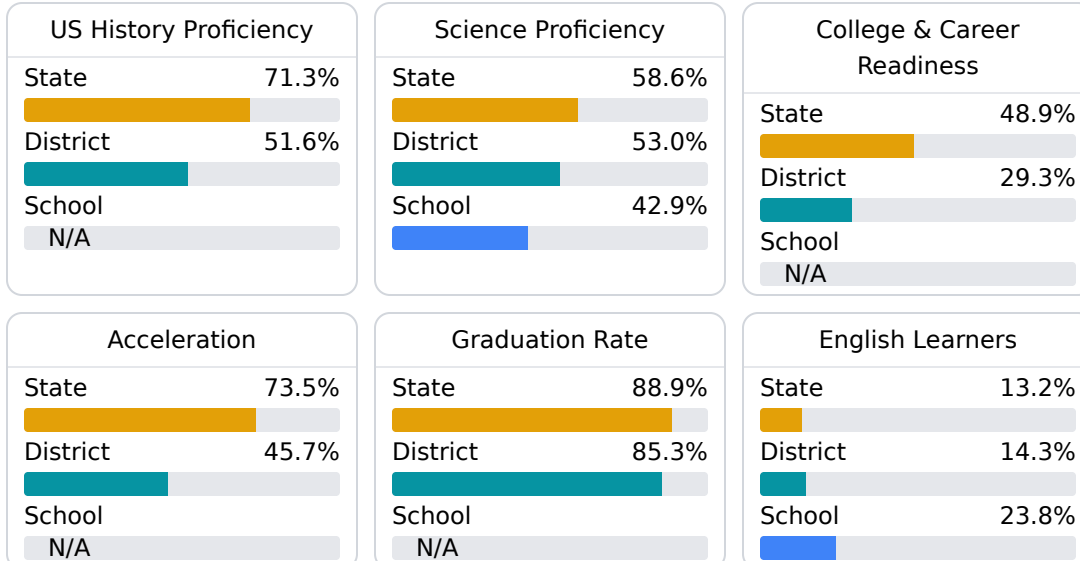 US History Proficiency
State 71.3%
District 51.6%
School
N/A
Science Proficiency
State 58.6%
District 53.0%
School 42.9%
College & Career
Readiness
State 48.9%
District 29.3%
School
N/A
Acceleration
State 73.5%
District 45.7%
School
N/A
Graduation Rate
State 88.9%
District 85.3%
School
N/A
English Learners
State 13.2%
District 14.3%
School 23.8%